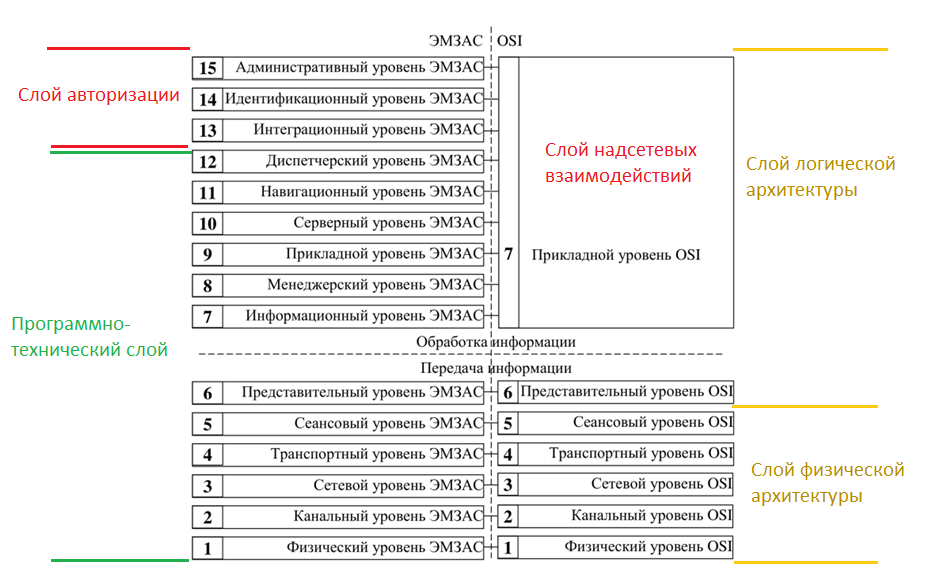 ЭМЗАС OSI
15 Административный уровень ЭМЗАС
Слой авторизации
14 Идентификационный уровень ЭМЗАС
13 Интеграционный уровень ЭМЗАС
Слой надсетевых
взаимодействий
12 Диспетчерский уровень ЭМЗАС
Слой логической
архитектуры
11 Навигационный уровень ЭМЗАС
10 Серверный уровень ЭМЗАС
9 Прикладной уровень ЭМЗАС
7 Прикладной уровень OSI
8 Менеджерский уровень ЭМЗАС
7 Информационный уровень ЭМЗАС
Программно-
технический слой
Обработка информации
Передача информации
6 Представительный уровень ЭМЗАС
6 Представительный уровень OSI
5 Сеансовый уровень ЭМЗАС
5 Сеансовый уровень OSI
4 Транспортный уровень ЭМЗАС
4 Транспортный уровень OSI
Слой физической
архитектуры
3 Сетевой уровень ЭМЗАС
3 Сетевой уровень OSI
2 Канальный уровень ЭМЗАС
2 Канальный уровень OSI
1 Физический уровень ЭМЗАС
1 Физический уровень OSI